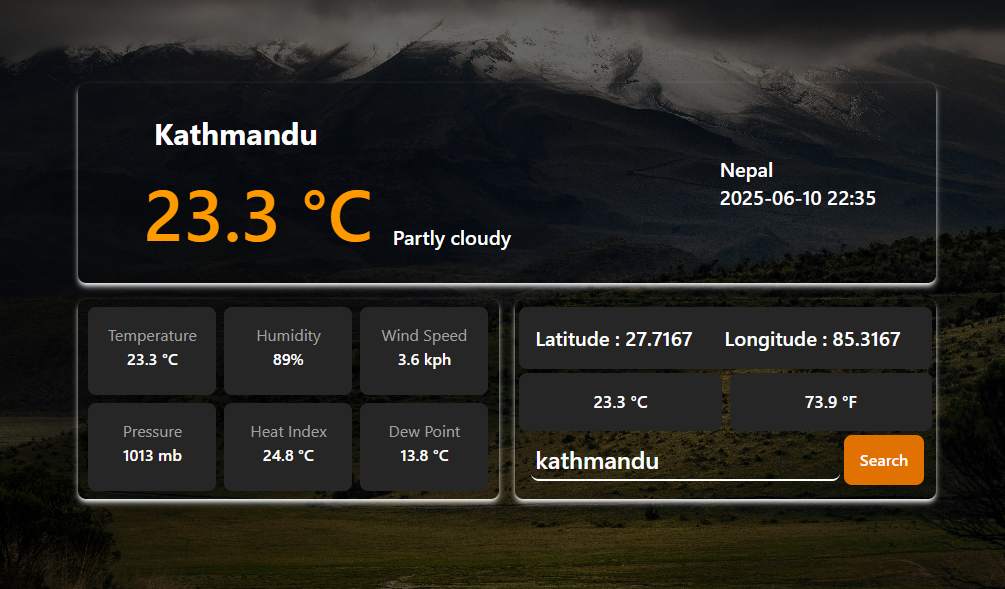 Kathmandu
23.3 °C
Partly cloudy
Nepal
2025-06-10 22:35
Temperature
23.3 °C
Humidity
89%
Wind Speed
3.6 kph
Pressure
1013 mb
Heat Index
24.8 °C
Dew Point
13.8 °C
Latitude : 27.7167
Longitude : 85.3167
23.3 °C
73.9 °F
kathmandu
Search